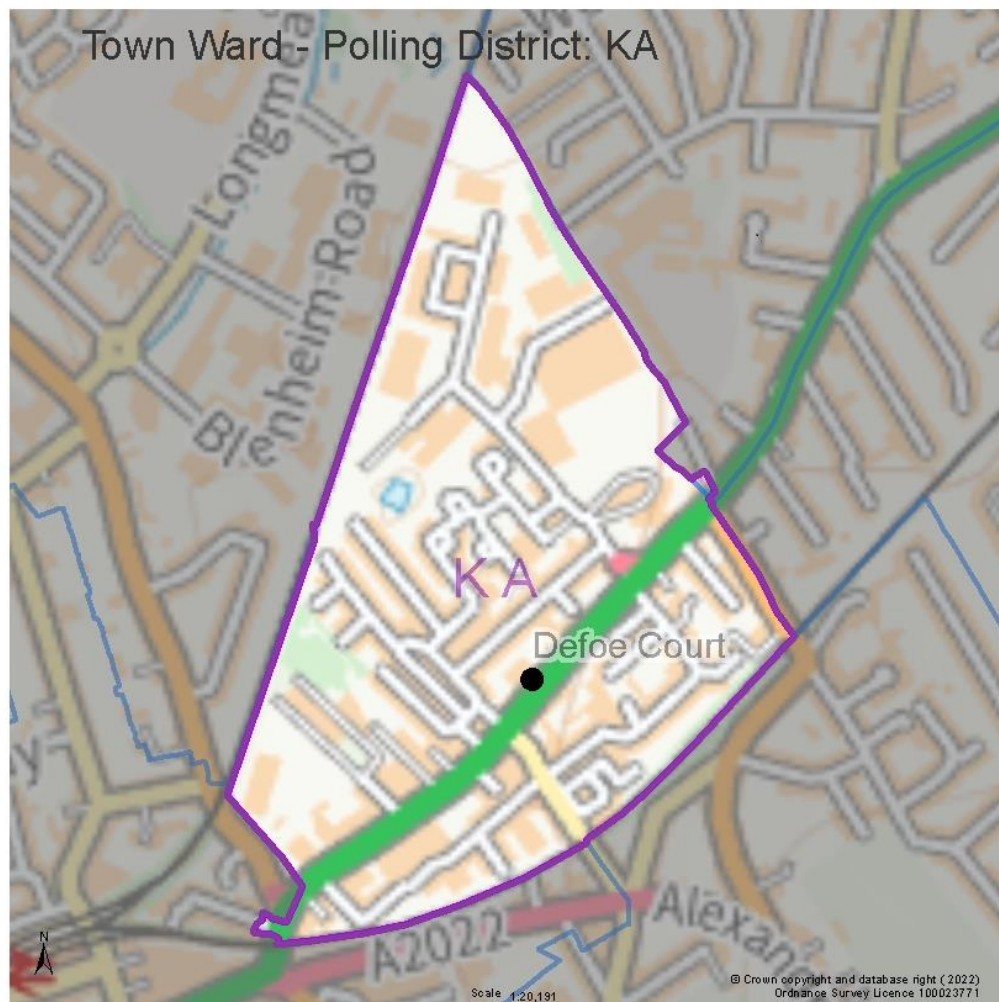 Town Ward - Polling District: KA
Longmea
Blenheim Road
KA
Defoe Court
y
A2022
Alexan
N
Scale 1:20,191
© Crown copyright and database right (2022)
Ordnance Survey Licence 100023771